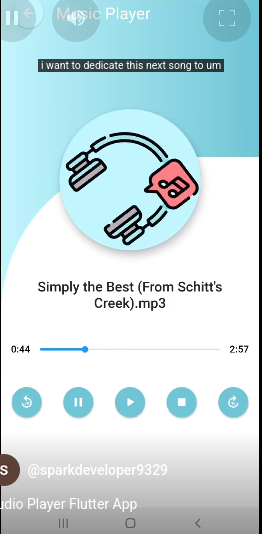 Music Player
i want to dedicate this next song to um
Simply the Best (From Schitt's
Creek).mp3
0:44
2:57
S
@sparkdeveloper9329
udio Player Flutter App